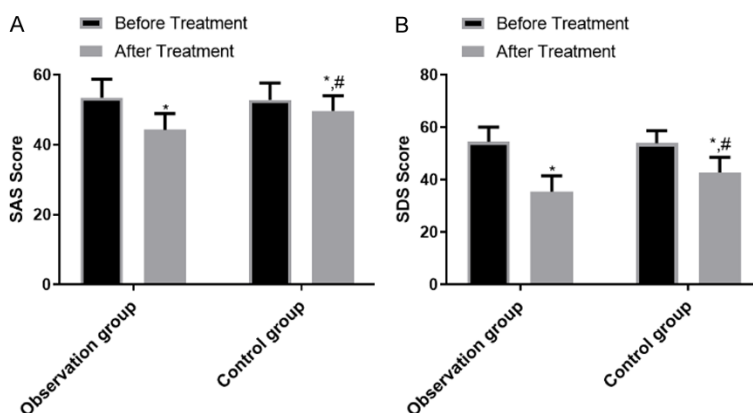 A
Before Treatment
After Treatment
SAS Score
60
40
20
0
*
*,#
Observation group
Control group
B
Before Treatment
After Treatment
SDS Score
80
60
40
20
0
*
*,#
Observation group
Control group